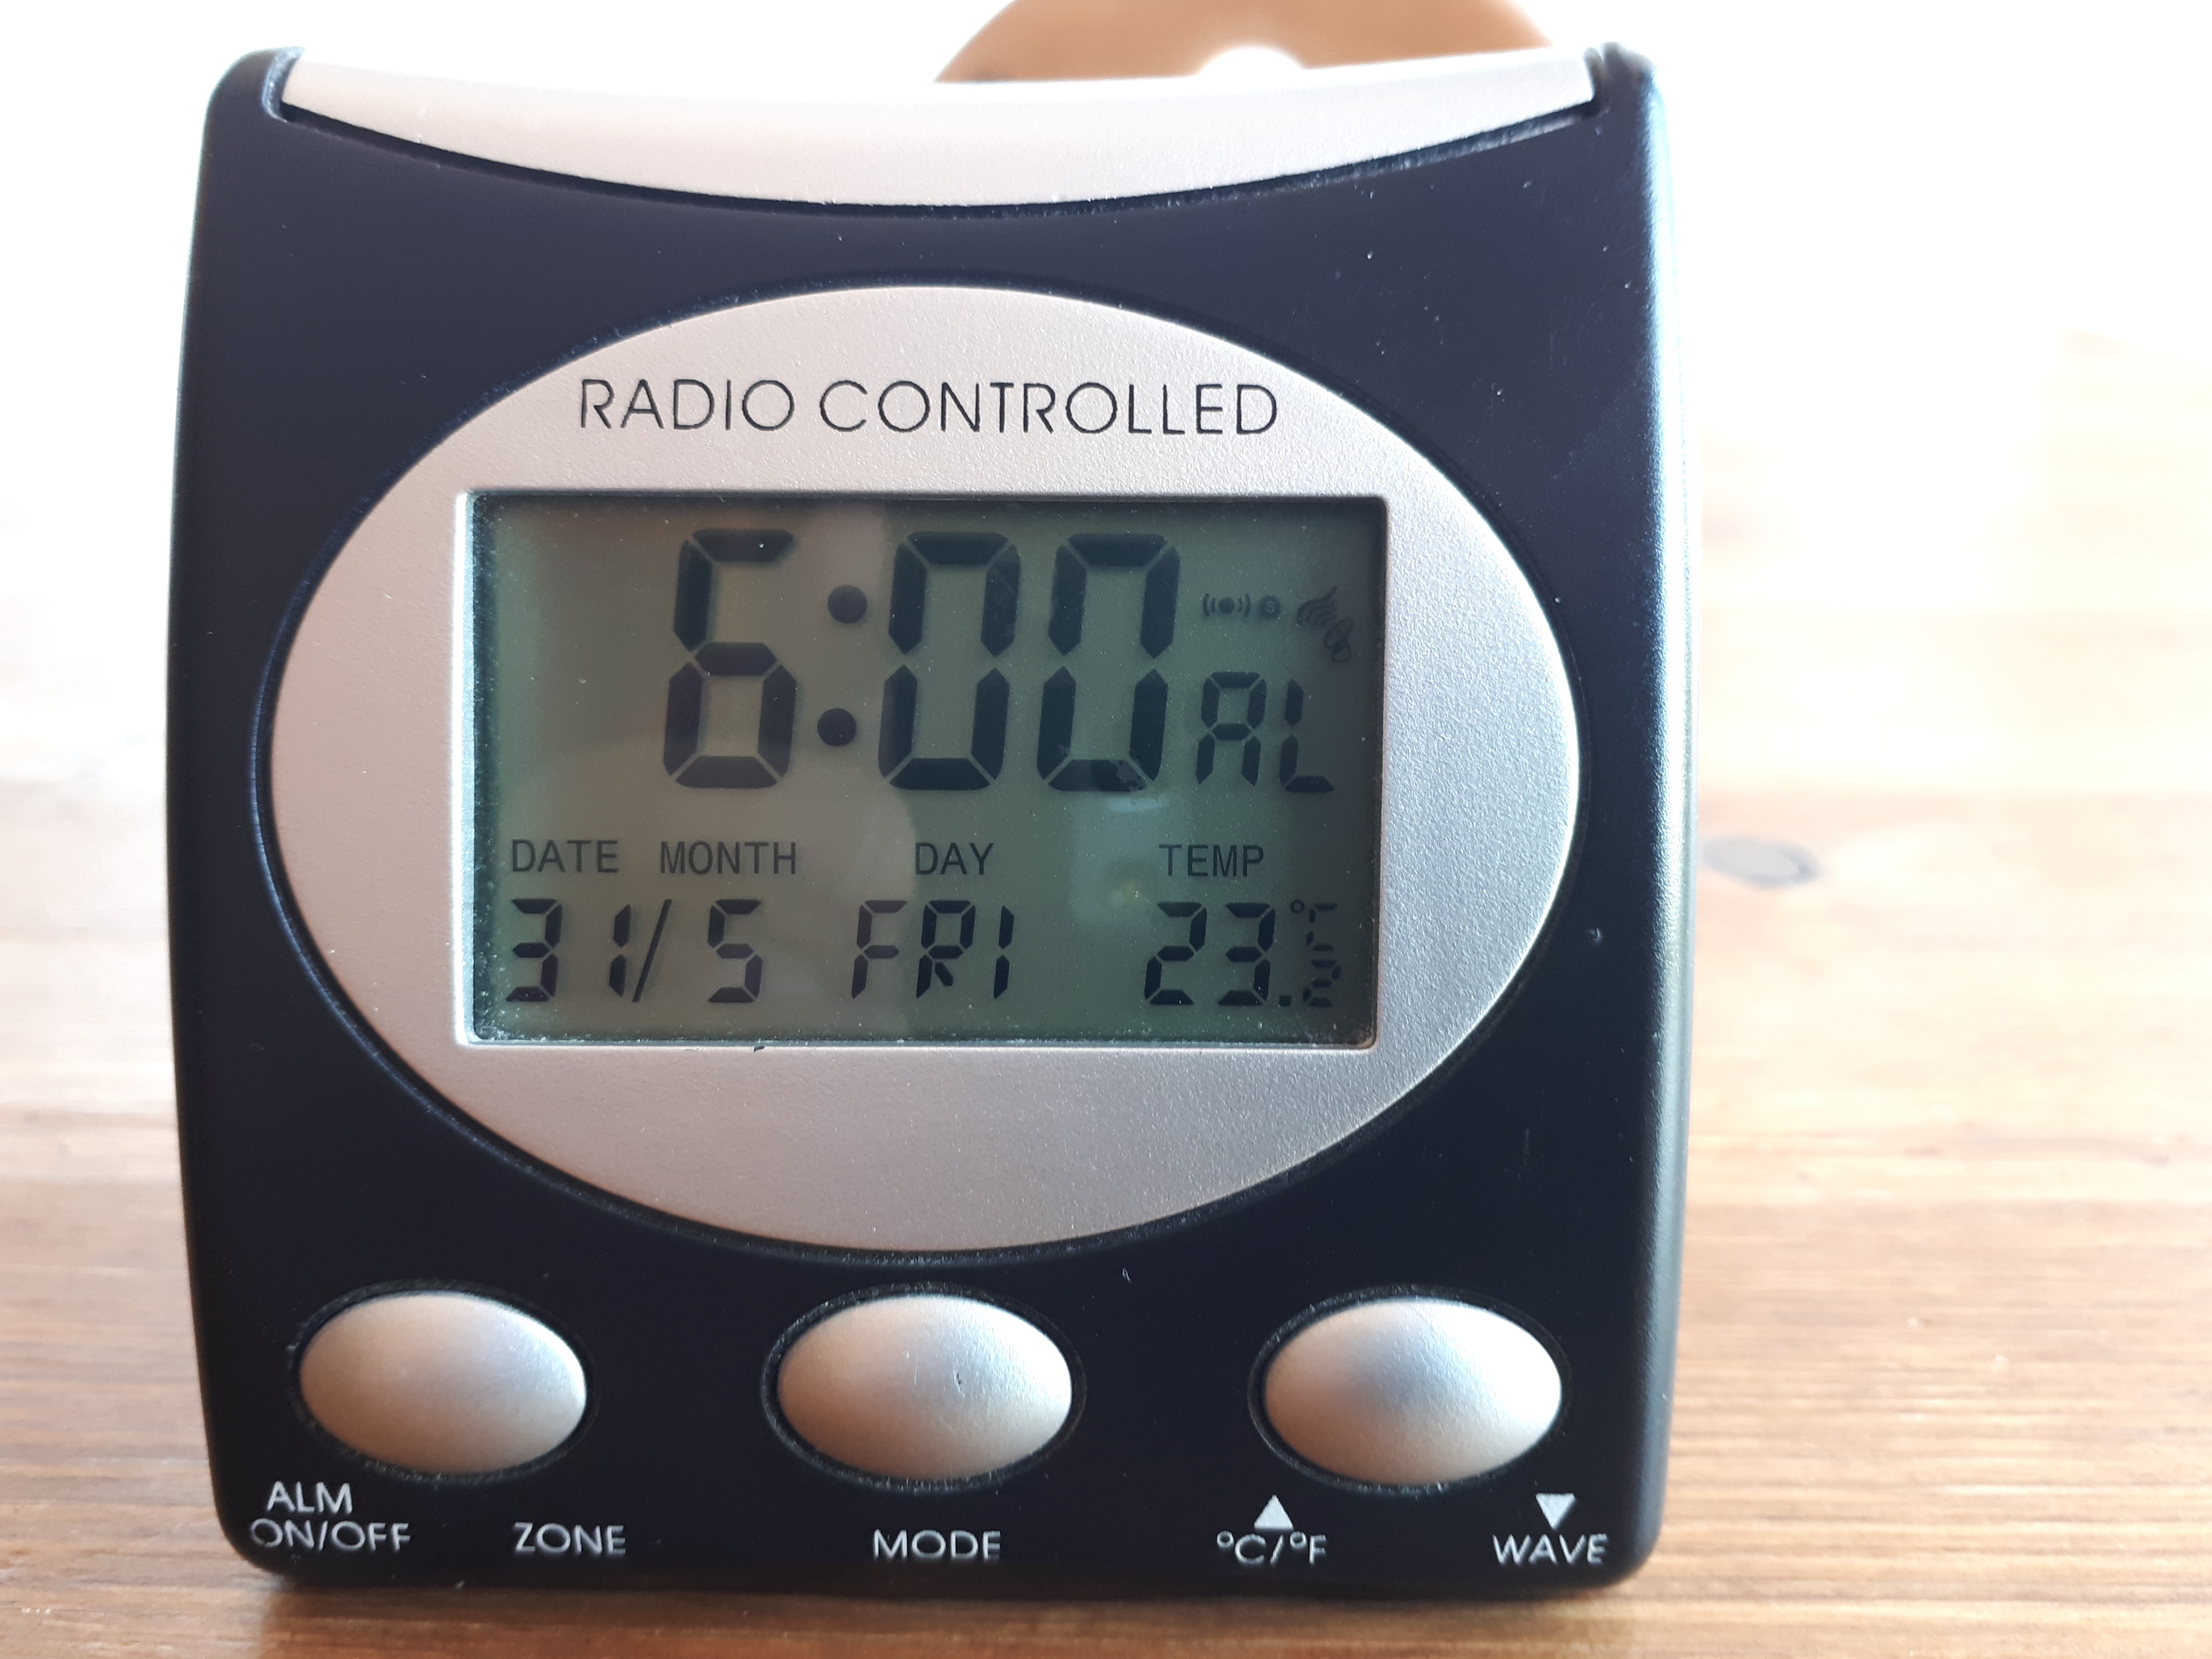 RADIO CONTROLLED
6:00 AL
DATE MONTH DAY TEMP
31/5 FRI 23.
ALM
ON/OFF ZONE MODE °C/°F WAVE